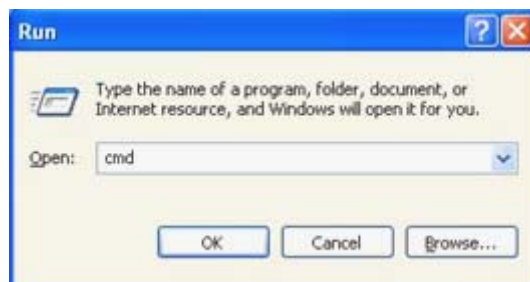 Run
Type the name of a program, folder, document, or
Internet resource, and Windows will open it for you.
Open: cmd
OK Cancel Browse...